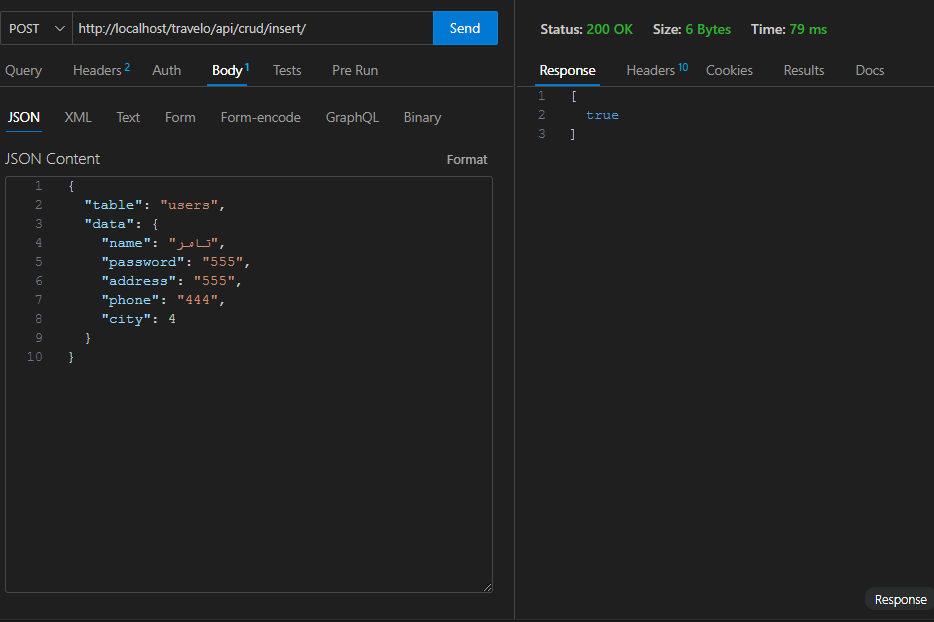 POST http://localhost/travelo/api/crud/insert/ Send
Query Headers 2 Auth Body 1 Tests Pre Run
JSON XML Text Form Form-encode GraphQL Binary
JSON Content Format
1 {
2 "table": "users",
3 "data": {
4 "name": "تامر",
5 "password": "555",
6 "address": "555",
7 "phone": "444",
8 "city": 4
9 }
10 }
Status: 200 OK Size: 6 Bytes Time: 79 ms
Response Headers 10 Cookies Results Docs
1 [
2 true
3 ]
Response